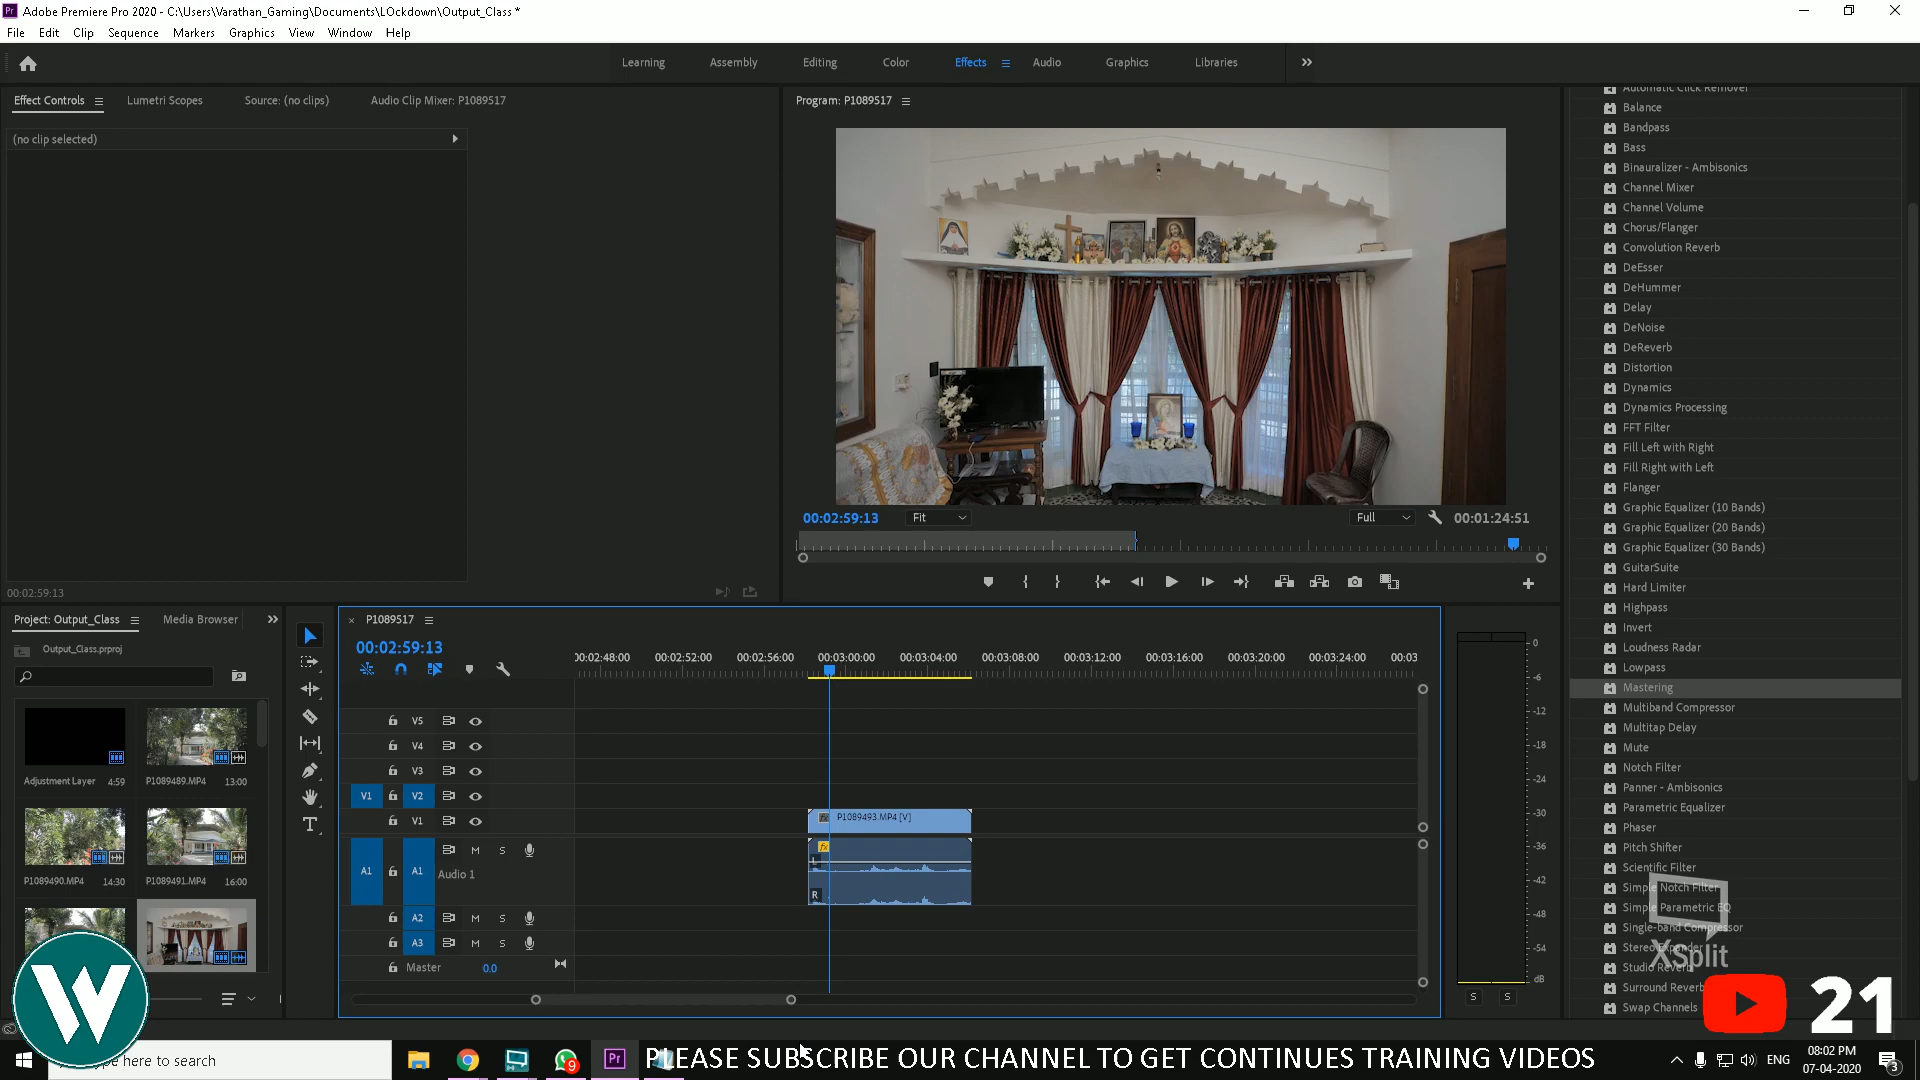 Adobe Premiere Pro 2020 - C:\Users\Varathan_Gaming\Documents\LOckdown\Output_Class *
File Edit Clip Sequence Markers Graphics View Window Help
Learning Assembly Editing Color Effects Audio Graphics Libraries
Effect Controls Lumetri Scopes Source: (no clips) Audio Clip Mixer: P1089517
(no clip selected)
00:02:59:13
Program: P1089517
00:02:59:13 Fit Full 00:01:24:51
Automatic Click Remover
Balance
Bandpass
Bass
Binauralizer - Ambisonics
Channel Mixer
Channel Volume
Chorus/Flanger
Convolution Reverb
DeEsser
DeHummer
Delay
DeNoise
DeReverb
Distortion
Dynamics
Dynamics Processing
FFT Filter
Fill Left with Right
Fill Right with Left
Flanger
Graphic Equalizer (10 Bands)
Graphic Equalizer (20 Bands)
Graphic Equalizer (30 Bands)
GuitarSuite
Hard Limiter
Highpass
Invert
Loudness Radar
Lowpass
Mastering
Multiband Compressor
Multitap Delay
Mute
Notch Filter
Panner - Ambisonics
Parametric Equalizer
Phaser
Pitch Shifter
Scientific Filter
Simple Notch Filter
Simple Parametric EQ
Single-band Compressor
Stereo Expander
Studio Reverb
Surround Reverb
Swap Channels
XSplit
21
Project: Output_Class Media Browser
Output_Class.prproj
Adjustment Layer 4:59
P1089489.MP4 13:00
P1089490.MP4 14:30
P1089491.MP4 16:00
P1089517
00:02:59:13
00:02:48:00 00:02:52:00 00:02:56:00 00:03:00:00 00:03:04:00 00:03:08:00 00:03:12:00 00:03:16:00 00:03:20:00 00:03:24:00 00:03
V5
V4
V3
V1 V2
V1
P1089493.MP4 [V]
fx
A1 A1 M S
Audio 1
L
R
A2 M S
A3 M S
Master 0.0
0
-6
-12
-18
-24
-30
-36
-42
-48
-54
dB
S S
W
here to search
9
Pr
PLEASE SUBSCRIBE OUR CHANNEL TO GET CONTINUES TRAINING VIDEOS
ENG
08:02 PM
07-04-2020
3